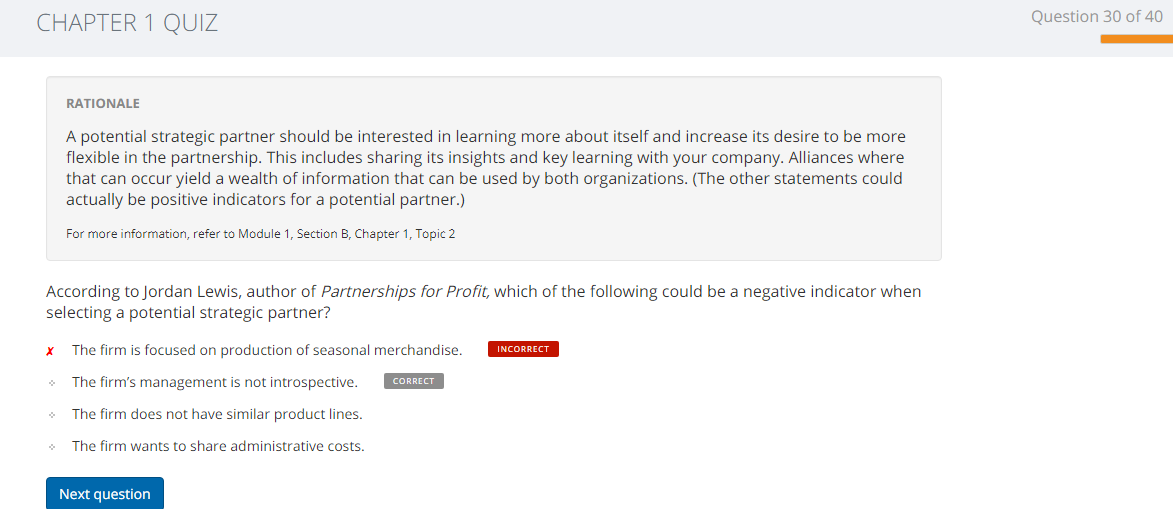 CHAPTER 1 QUIZ
Question 30 of 40
RATIONALE
A potential strategic partner should be interested in learning more about itself and increase its desire to be more
flexible in the partnership. This includes sharing its insights and key learning with your company. Alliances where
that can occur yield a wealth of information that can be used by both organizations. (The other statements could
actually be positive indicators for a potential partner.)
For more information, refer to Module 1, Section B, Chapter 1, Topic 2
According to Jordan Lewis, author of Partnerships for Profit, which of the following could be a negative indicator when
selecting a potential strategic partner?
The firm is focused on production of seasonal merchandise. INCORRECT
The firm's management is not introspective. CORRECT
The firm does not have similar product lines.
The firm wants to share administrative costs.
Next question